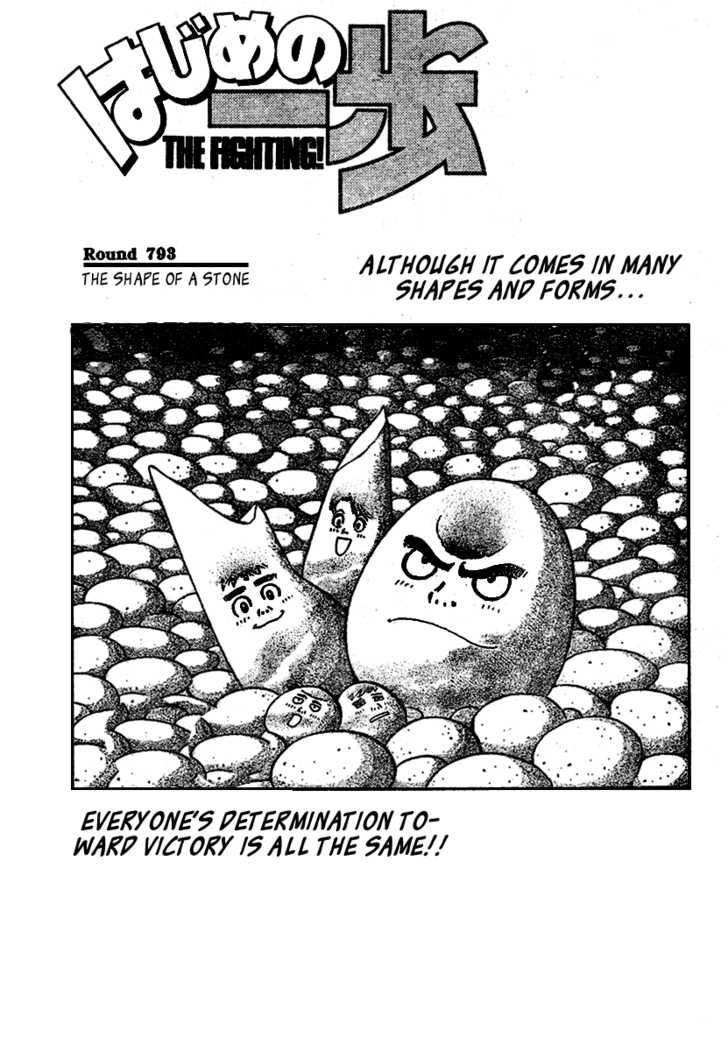 はじめの一歩
THE FIGHTING!
Round 793
THE SHAPE OF A STONE
ALTHOUGH IT COMES IN MANY
SHAPES AND FORMS...
EVERYONE'S DETERMINATION TO-
WARD VICTORY IS ALL THE SAME!!